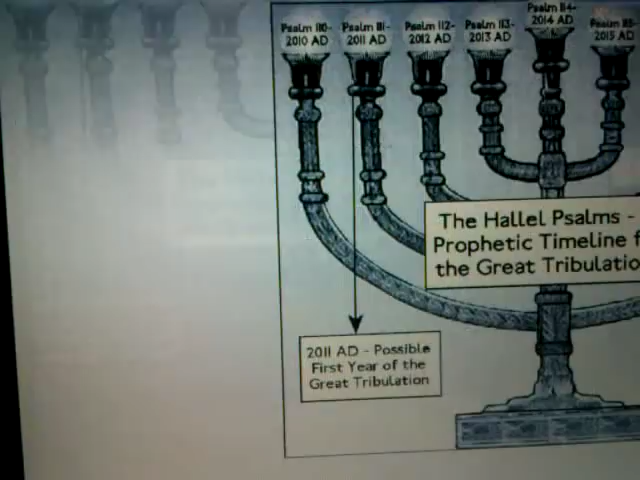 Psalm 110-
2010 AD
Psalm 111-
2011 AD
Psalm 112-
2012 AD
Psalm 113-
2013 AD
Psalm 114-
2014 AD
Psalm 115-
2015 AD
The Hallel Psalms -
Prophetic Timeline f
the Great Tribulatio
2011 AD - Possible
First Year of the
Great Tribulation